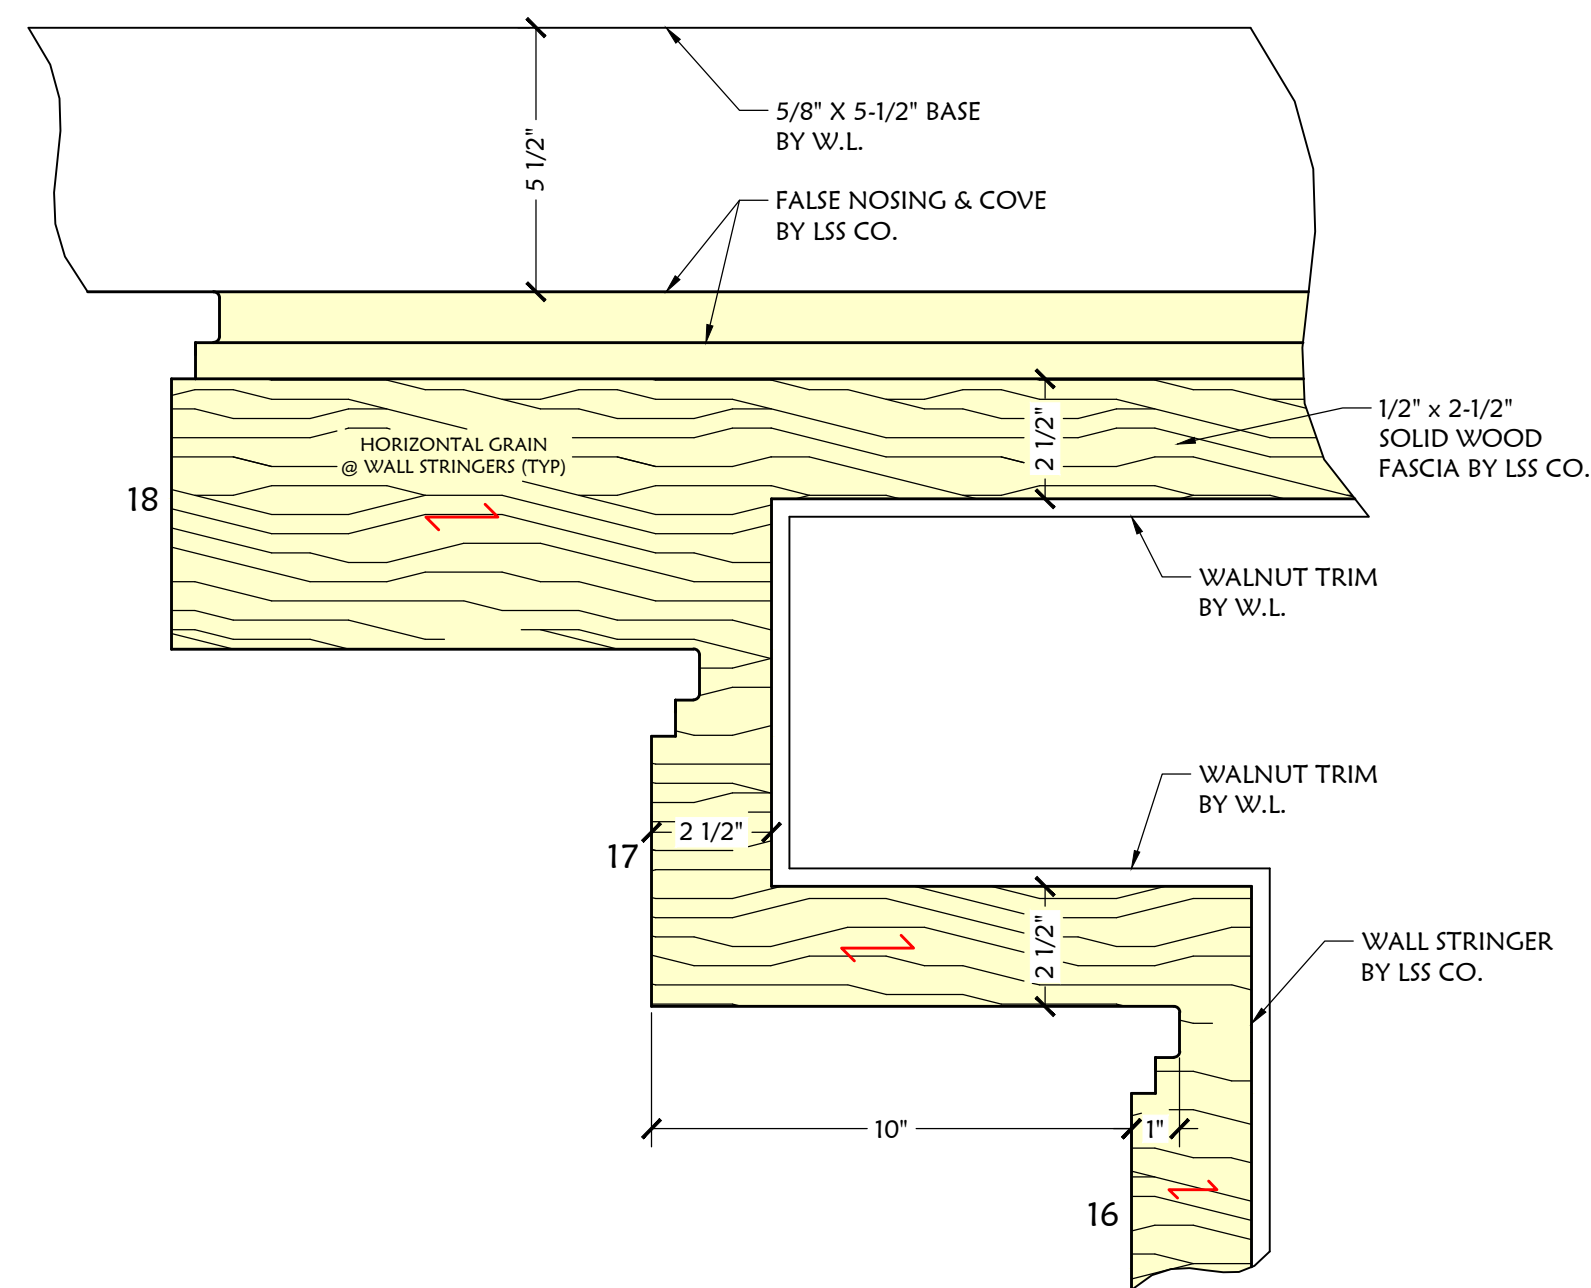 5 1/2"
5/8" X 5-1/2" BASE
BY W.L.
FALSE NOSING & COVE
BY LSS CO.
HORIZONTAL GRAIN
@ WALL STRINGERS (TYP)
2 1/2"
1/2" x 2-1/2"
SOLID WOOD
FASCIA BY LSS CO.
18
WALNUT TRIM
BY W.L.
WALNUT TRIM
BY W.L.
17
2 1/2"
2 1/2"
WALL STRINGER
BY LSS CO.
10"
1"
16